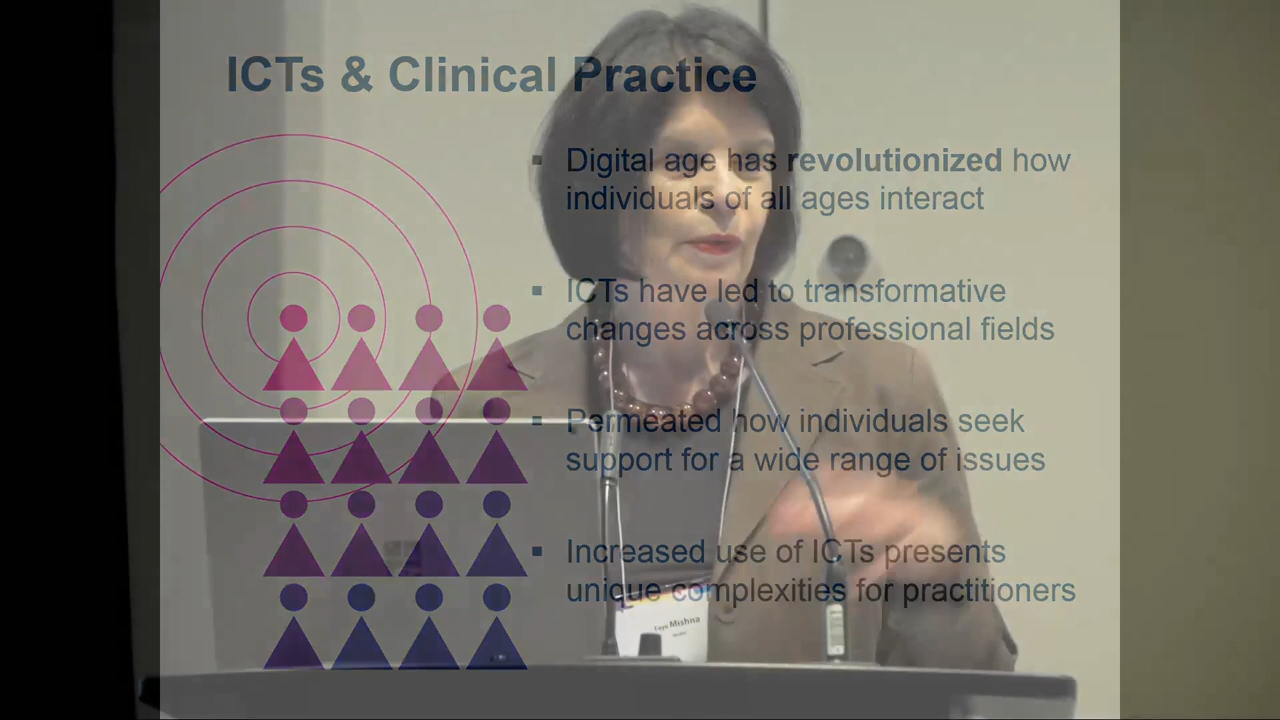 ICTs & Clinical Practice
▪ Digital age has revolutionized how
individuals of all ages interact
▪ ICTs have led to transformative
changes across professional fields
▪ Permeated how individuals seek
support for a wide range of issues
▪ Increased use of ICTs presents
unique complexities for practitioners
Faye Mishna